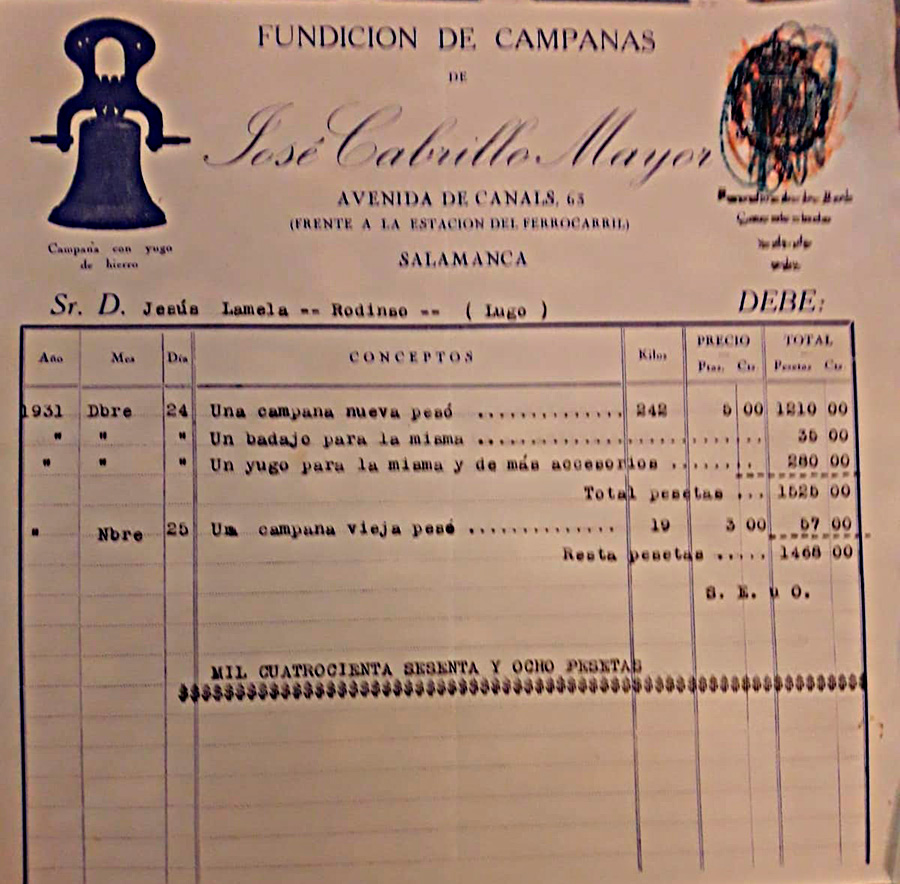 FUNDICION DE CAMPANAS
DE
José Cabrillo Mayor
AVENIDA DE CANALS, 63
(FRENTE A LA ESTACION DEL FERROCARRIL)
SALAMANCA
Campana con yugo
de hierro
Sr. D. Jesús Lamela -- Rodinso -- ( Lugo ) DEBE:
Año Mes Día CONCEPTOS Kilos PRECIO TOTAL
Ptas. Cts. Pesetas Cts.
1931 Dbre 24 Una campana nueva pesó .............. 242 5 00 1210 00
" " " Un badajo para la misma ......................... 35 00
" " " Un yugo para la misma y de más accesorios ........ 280 00
Total pesetas ... 1525 00
" Nbre 25 Una campana vieja pesó .............. 19 3 00 57 00
Resta pesetas ..... 1468 00
S. E. u O.
MIL CUATROCIENTA SESENTA Y OCHO PESETAS